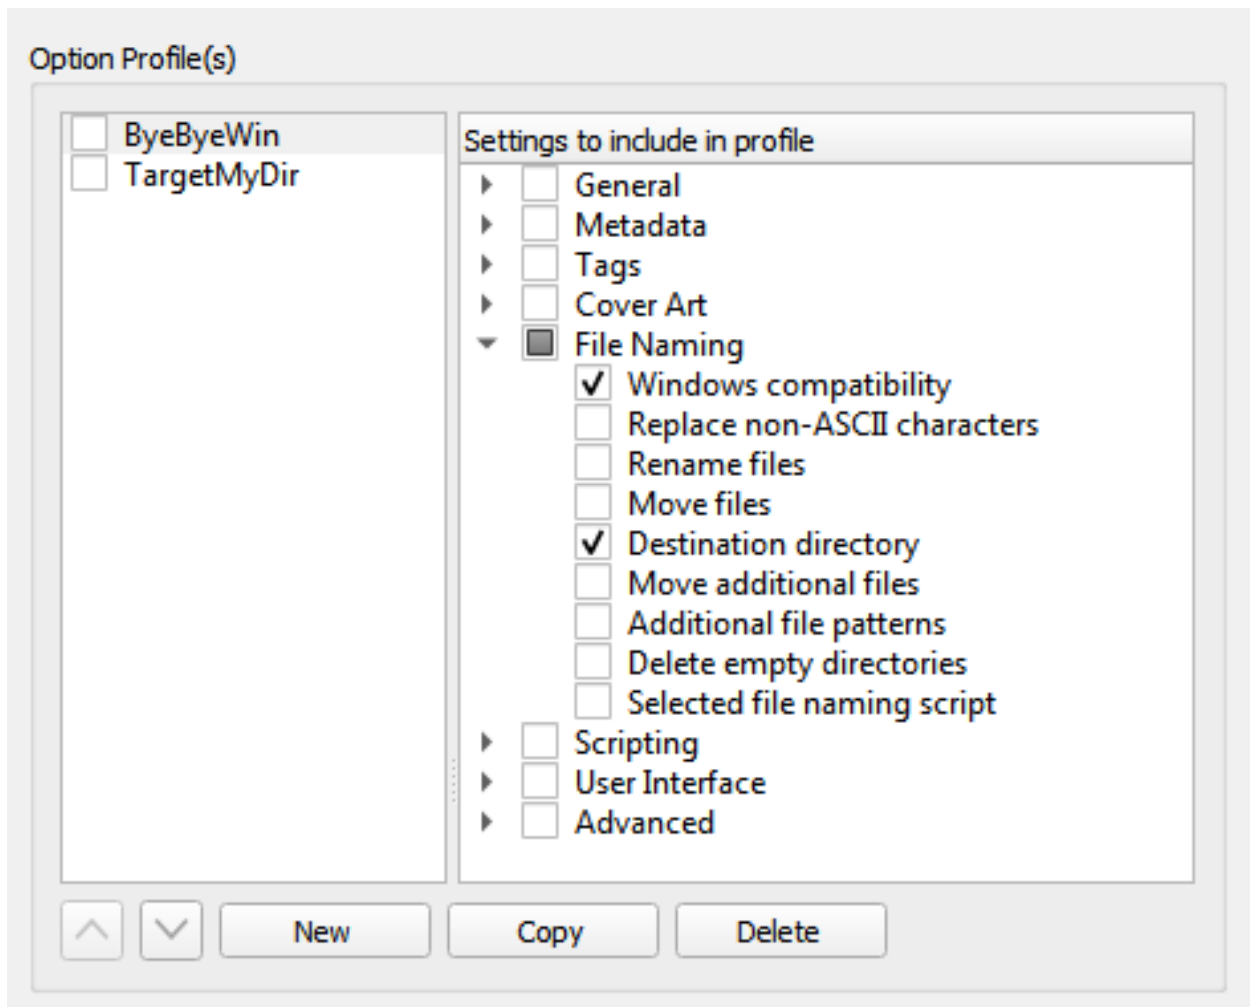 Option Profile(s)
ByeByeWin
TargetMyDir
Settings to include in profile
General
Metadata
Tags
Cover Art
File Naming
Windows compatibility
Replace non-ASCII characters
Rename files
Move files
Destination directory
Move additional files
Additional file patterns
Delete empty directories
Selected file naming script
Scripting
User Interface
Advanced
New
Copy
Delete